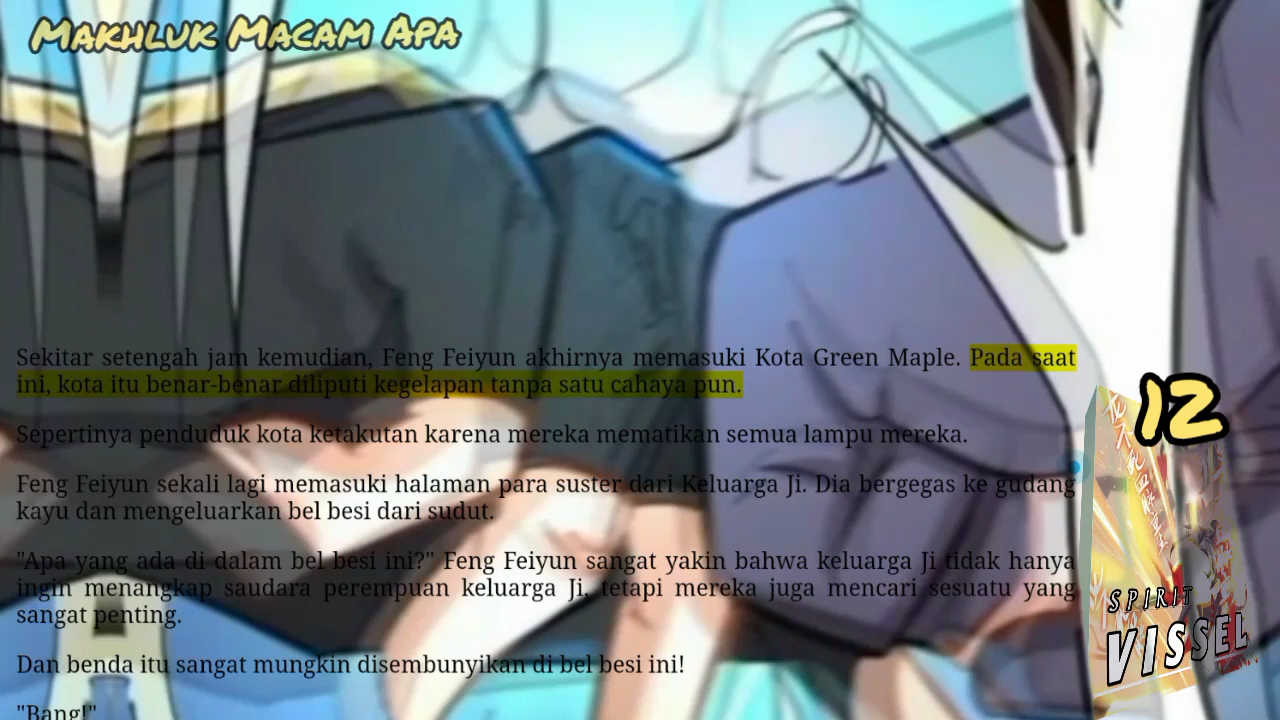 Makhluk Macam Apa
Sekitar setengah jam kemudian, Feng Feiyun akhirnya memasuki Kota Green Maple. Pada saat
ini, kota itu benar-benar diliputi kegelapan tanpa satu cahaya pun.
Sepertinya penduduk kota ketakutan karena mereka mematikan semua lampu mereka.
Feng Feiyun sekali lagi memasuki halaman para suster dari Keluarga Ji. Dia bergegas ke gudang
kayu dan mengeluarkan bel besi dari sudut.
"Apa yang ada di dalam bel besi ini?" Feng Feiyun sangat yakin bahwa keluarga Ji tidak hanya
ingin menangkap saudara perempuan keluarga Ji, tetapi mereka juga mencari sesuatu yang
sangat penting.
Dan benda itu sangat mungkin disembunyikan di bel besi ini!
"Bang!"
12
SPIRIT
VISSEL